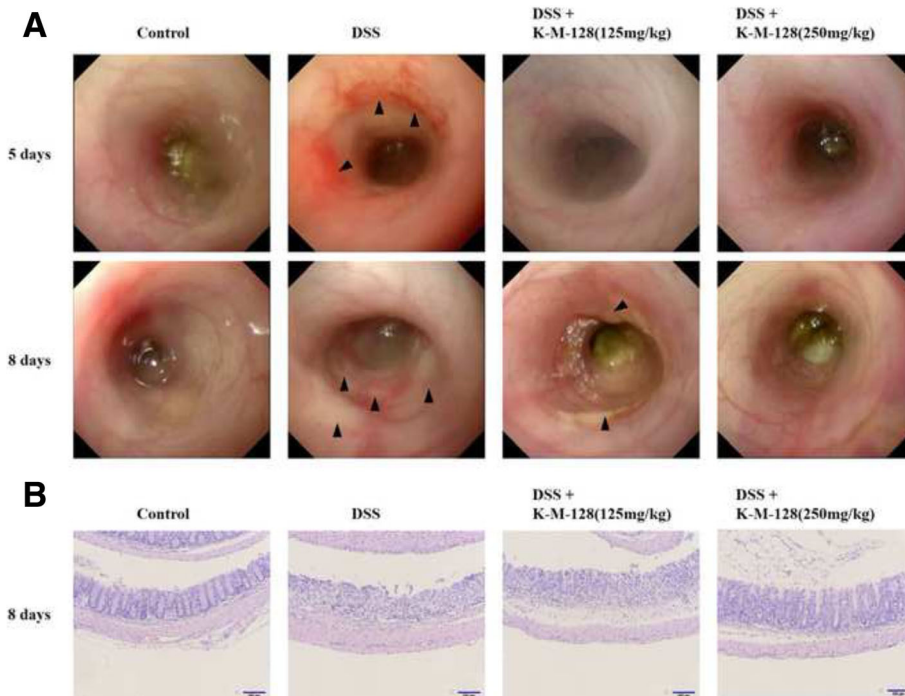 A
Control
DSS
DSS +
K-M-128(125mg/kg)
DSS +
K-M-128(250mg/kg)
5 days
8 days
B
Control
DSS
DSS +
K-M-128(125mg/kg)
DSS +
K-M-128(250mg/kg)
8 days